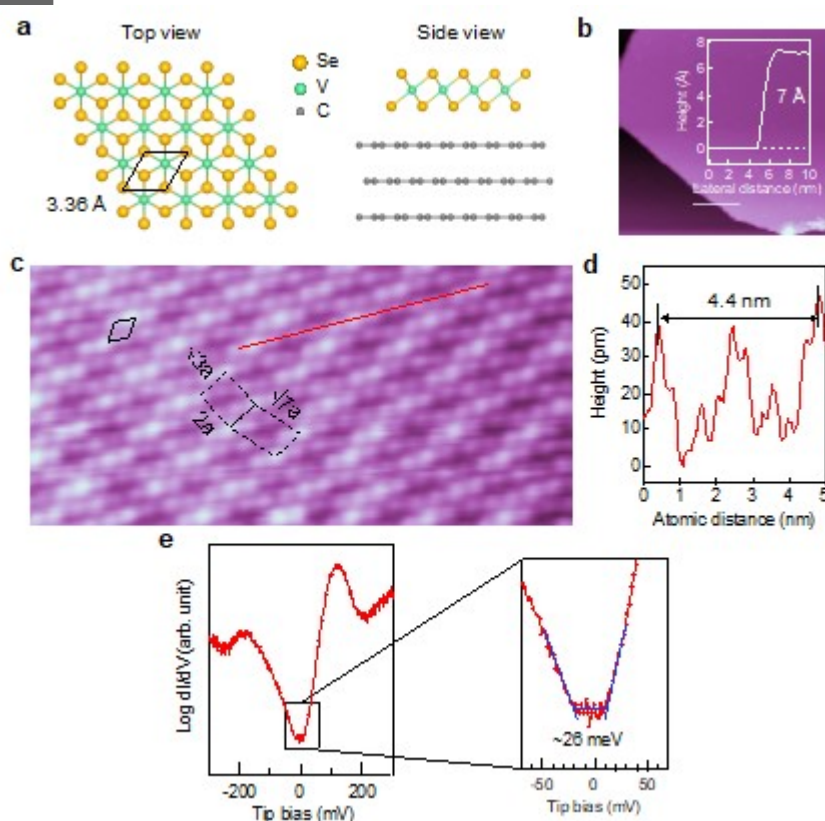 a
Top view
Side view
Se
V
C
3.36 Å
b
Height (Å)
8
6
4
2
0
7 Å
0 2 4 6 8 10
Lateral distance (nm)
c
√3a
2a
√7a
d
Height (pm)
50
40
30
20
10
0
4.4 nm
0 1 2 3 4 5
Atomic distance (nm)
e
Log dI/dV (arb. unit)
-200 0 200
Tip bias (mV)
~26 meV
-50 0 50
Tip bias (mV)